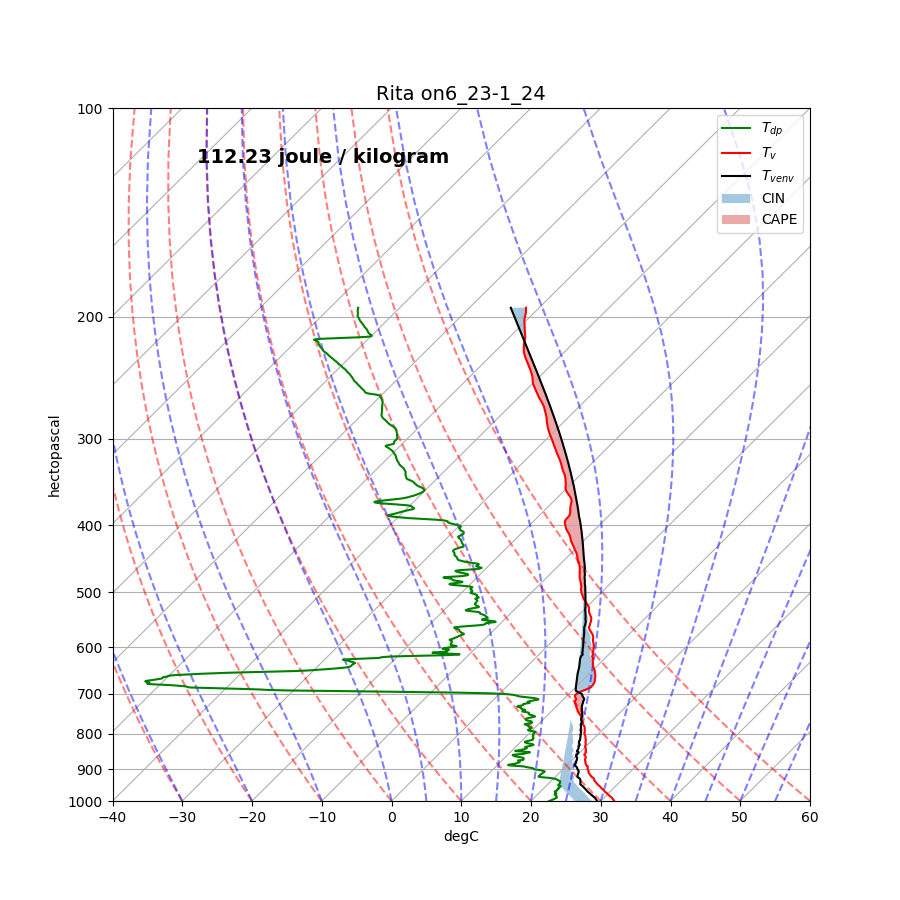 Rita on6_23-1_24
112.23 joule / kilogram
T_dp
T_v
T_venv
CIN
CAPE
hectopascal
100
200
300
400
500
600
700
800
900
1000
−40 −30 −20 −10 0 10 20 30 40 50 60
degC